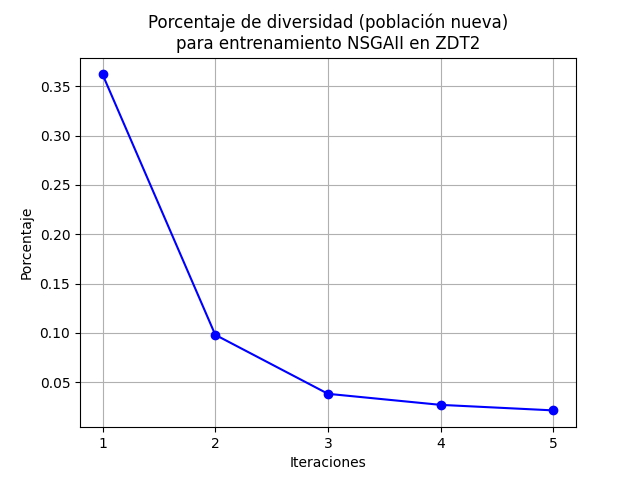 Porcentaje de diversidad (población nueva)
para entrenamiento NSGAII en ZDT2
0.35
0.30
0.25
0.20
0.15
0.10
0.05
Porcentaje
1 2 3 4 5
Iteraciones